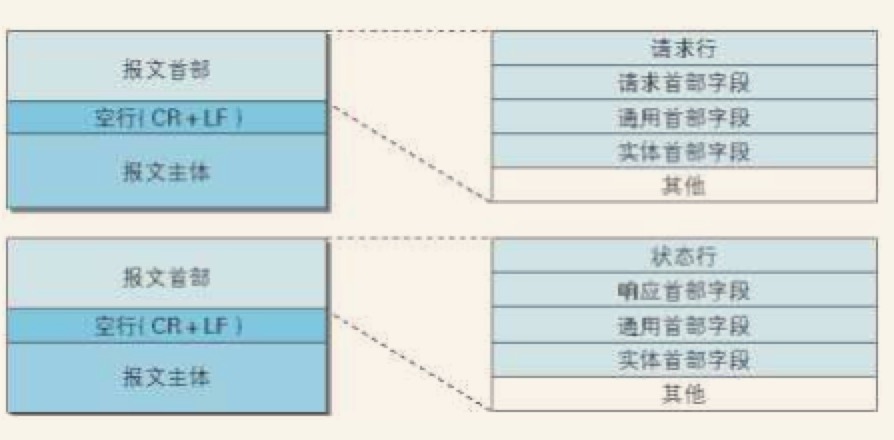 报文首部
空行(CR+LF)
报文主体
请求行
请求首部字段
通用首部字段
实体首部字段
其他
报文首部
空行(CR+LF)
报文主体
状态行
响应首部字段
通用首部字段
实体首部字段
其他